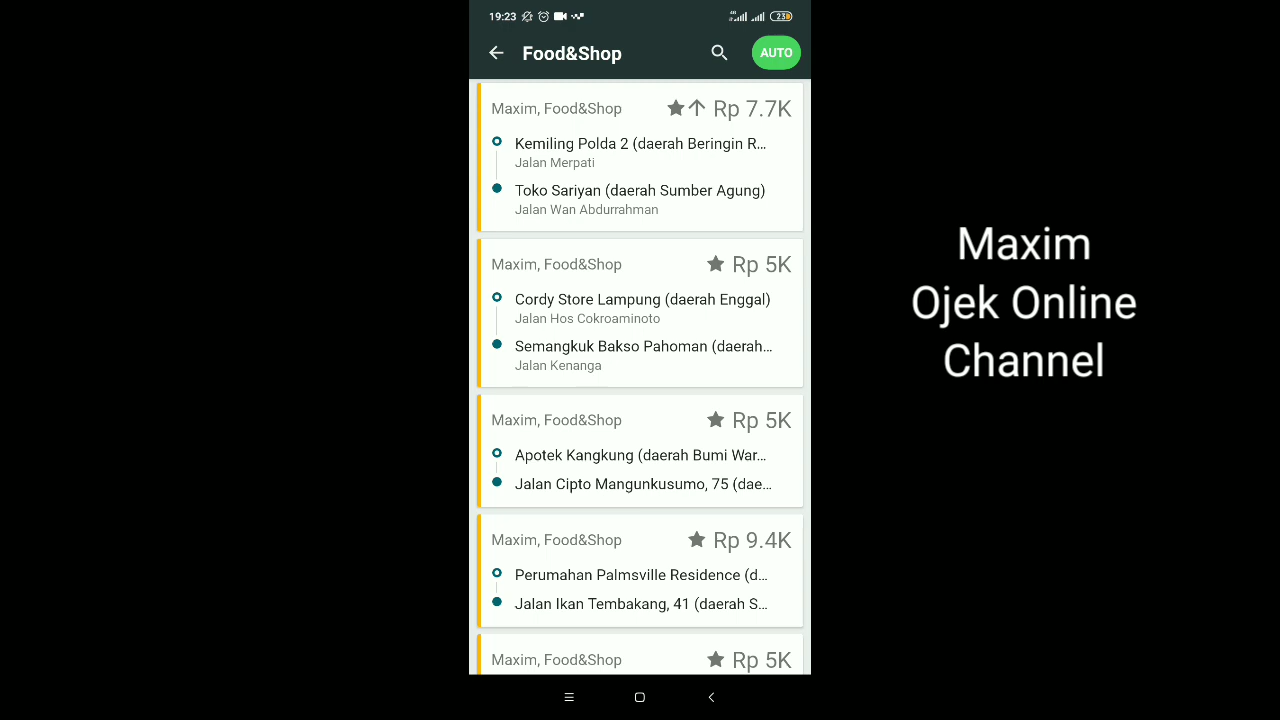 19:23
4G
23
Food&Shop
AUTO
Maxim, Food&Shop
Rp 7.7K
Kemiling Polda 2 (daerah Beringin R...
Jalan Merpati
Toko Sariyan (daerah Sumber Agung)
Jalan Wan Abdurrahman
Maxim, Food&Shop
Rp 5K
Cordy Store Lampung (daerah Enggal)
Jalan Hos Cokroaminoto
Semangkuk Bakso Pahoman (daerah...
Jalan Kenanga
Maxim, Food&Shop
Rp 5K
Apotek Kangkung (daerah Bumi War...
Jalan Cipto Mangunkusumo, 75 (dae...
Maxim, Food&Shop
Rp 9.4K
Perumahan Palmsville Residence (d...
Jalan Ikan Tembakang, 41 (daerah S...
Maxim, Food&Shop
Rp 5K
Maxim
Ojek Online
Channel